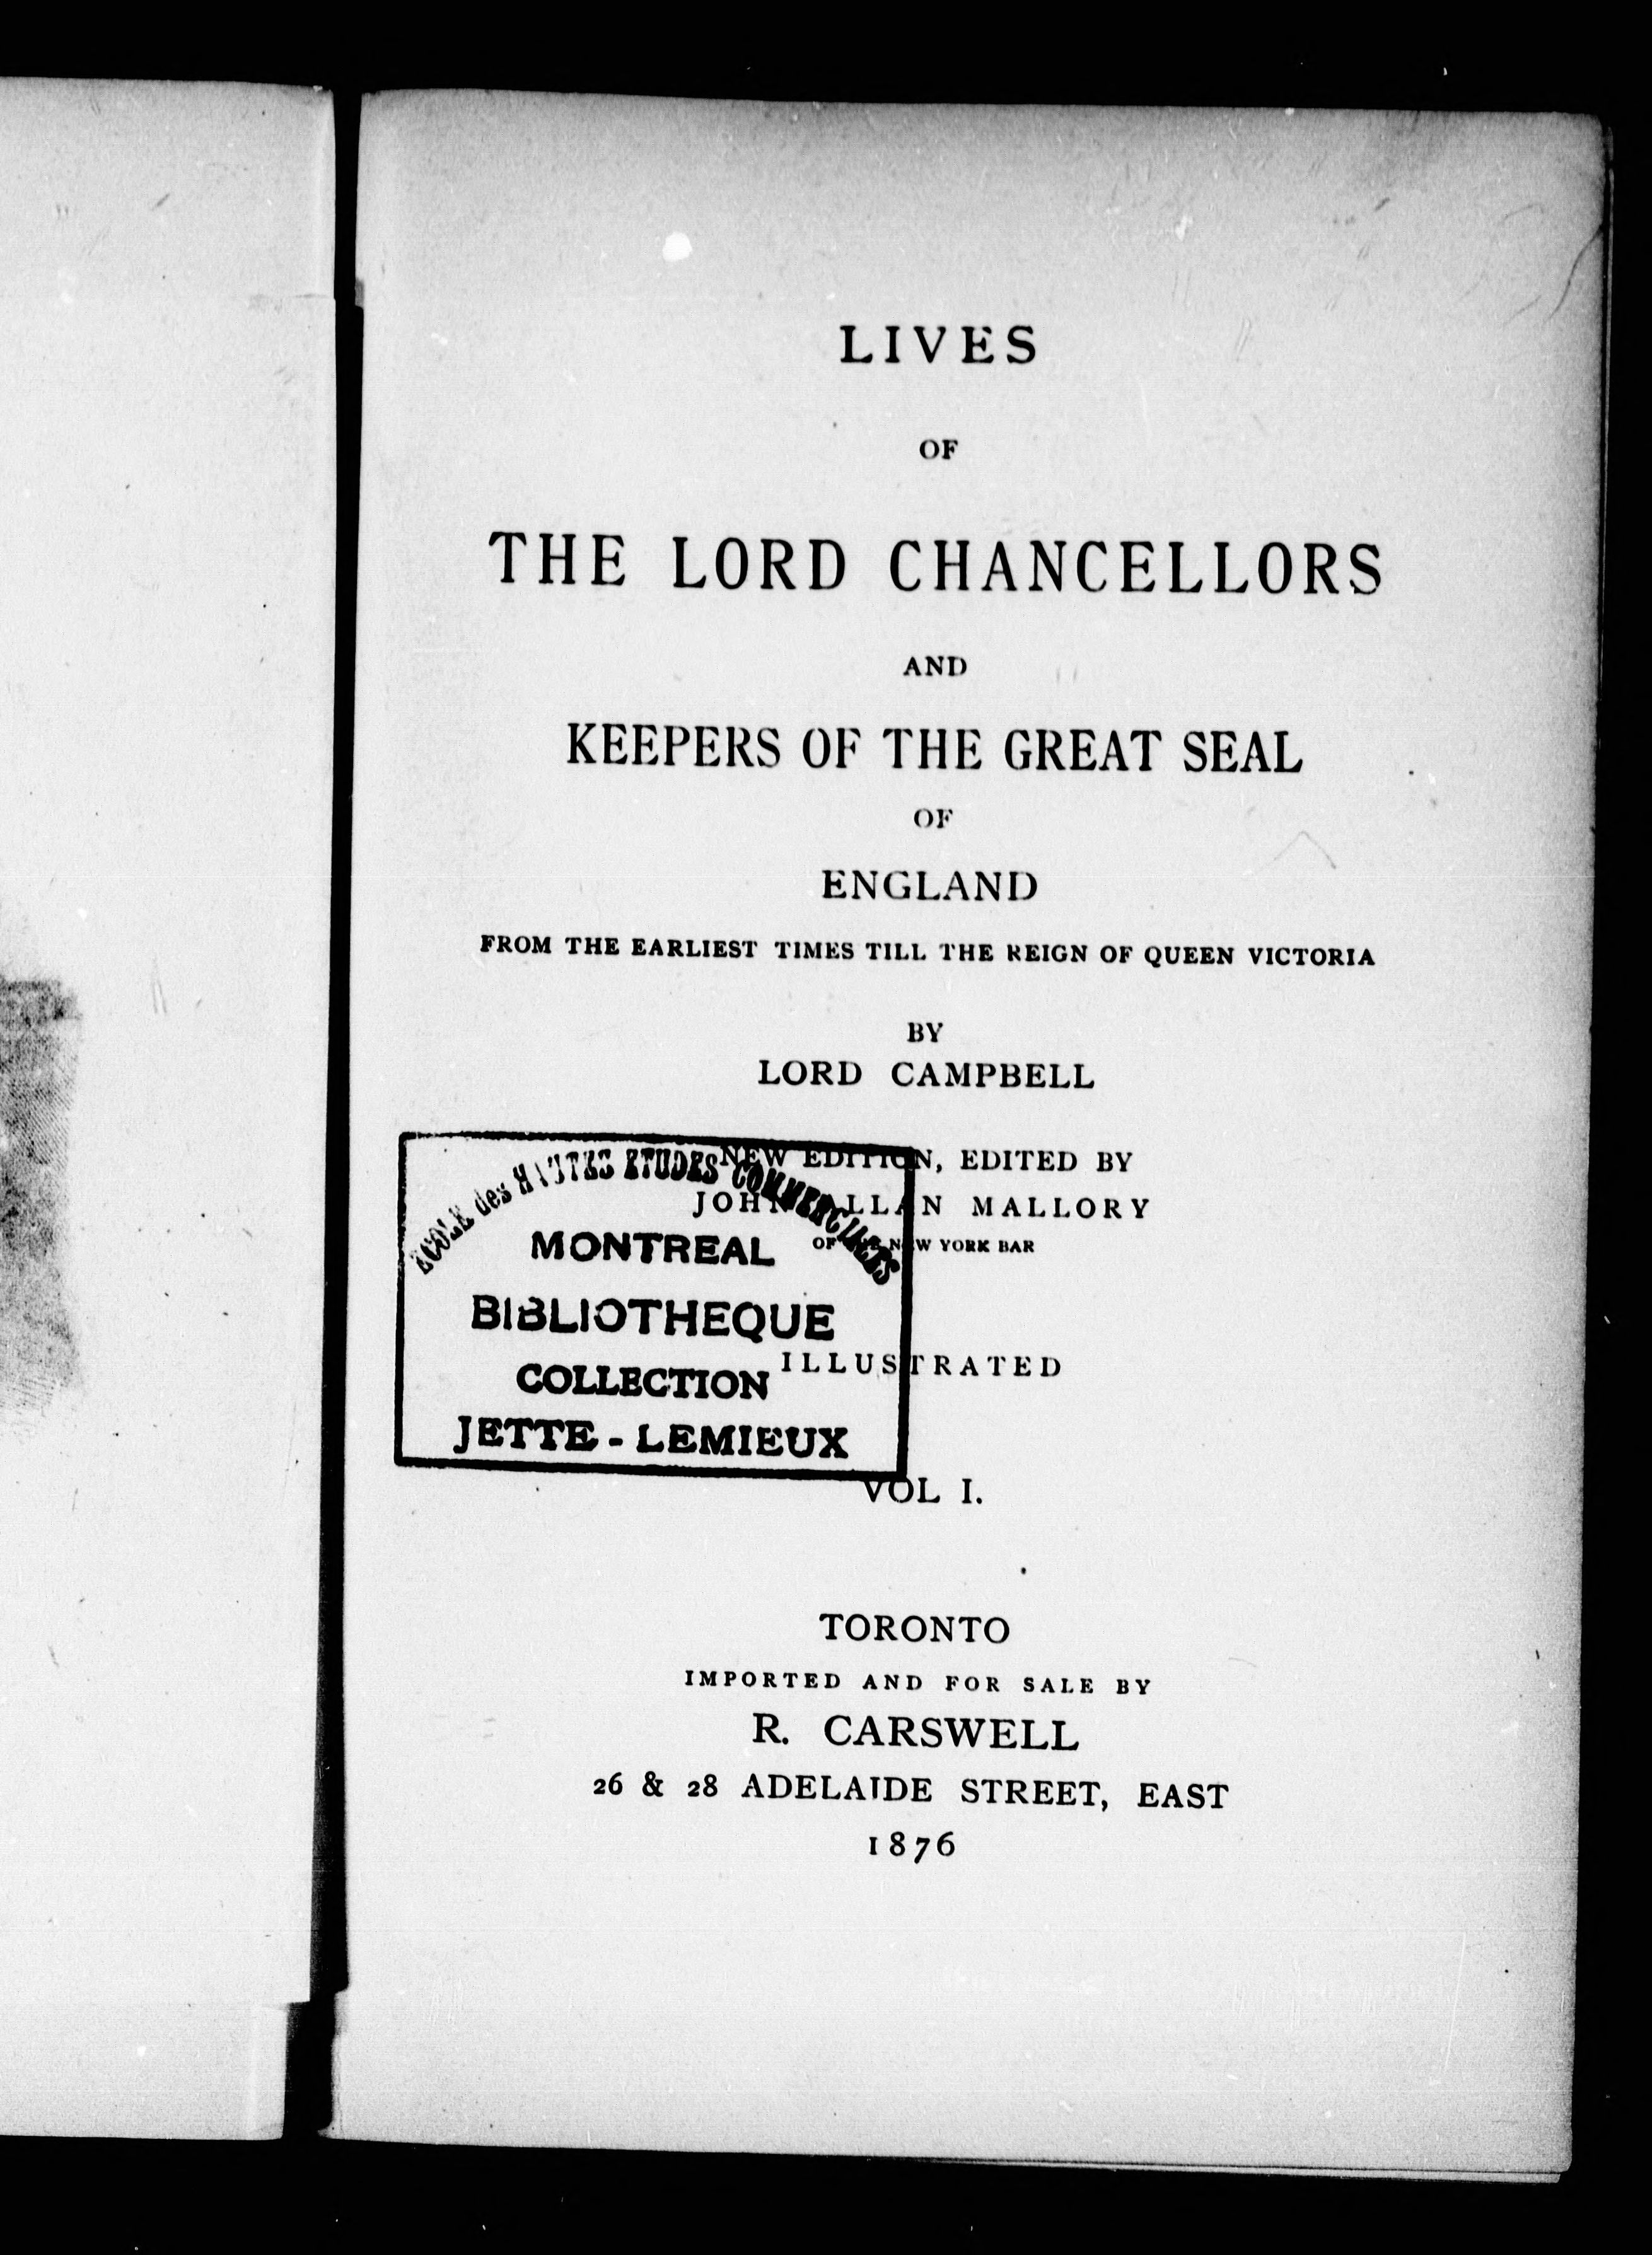 LIVES
OF
THE LORD CHANCELLORS
AND
KEEPERS OF THE GREAT SEAL
OF
ENGLAND
FROM THE EARLIEST TIMES TILL THE REIGN OF QUEEN VICTORIA
BY
LORD CAMPBELL
NEW EDITION, EDITED BY
JOHN ALLAN MALLORY
OF THE NEW YORK BAR
ECOLE des HAUTES ETUDES COMMERCIALES
MONTREAL
BIBLIOTHEQUE
COLLECTION
JETTE - LEMIEUX
ILLUSTRATED
VOL I.
TORONTO
IMPORTED AND FOR SALE BY
R. CARSWELL
26 & 28 ADELAIDE STREET, EAST
1876